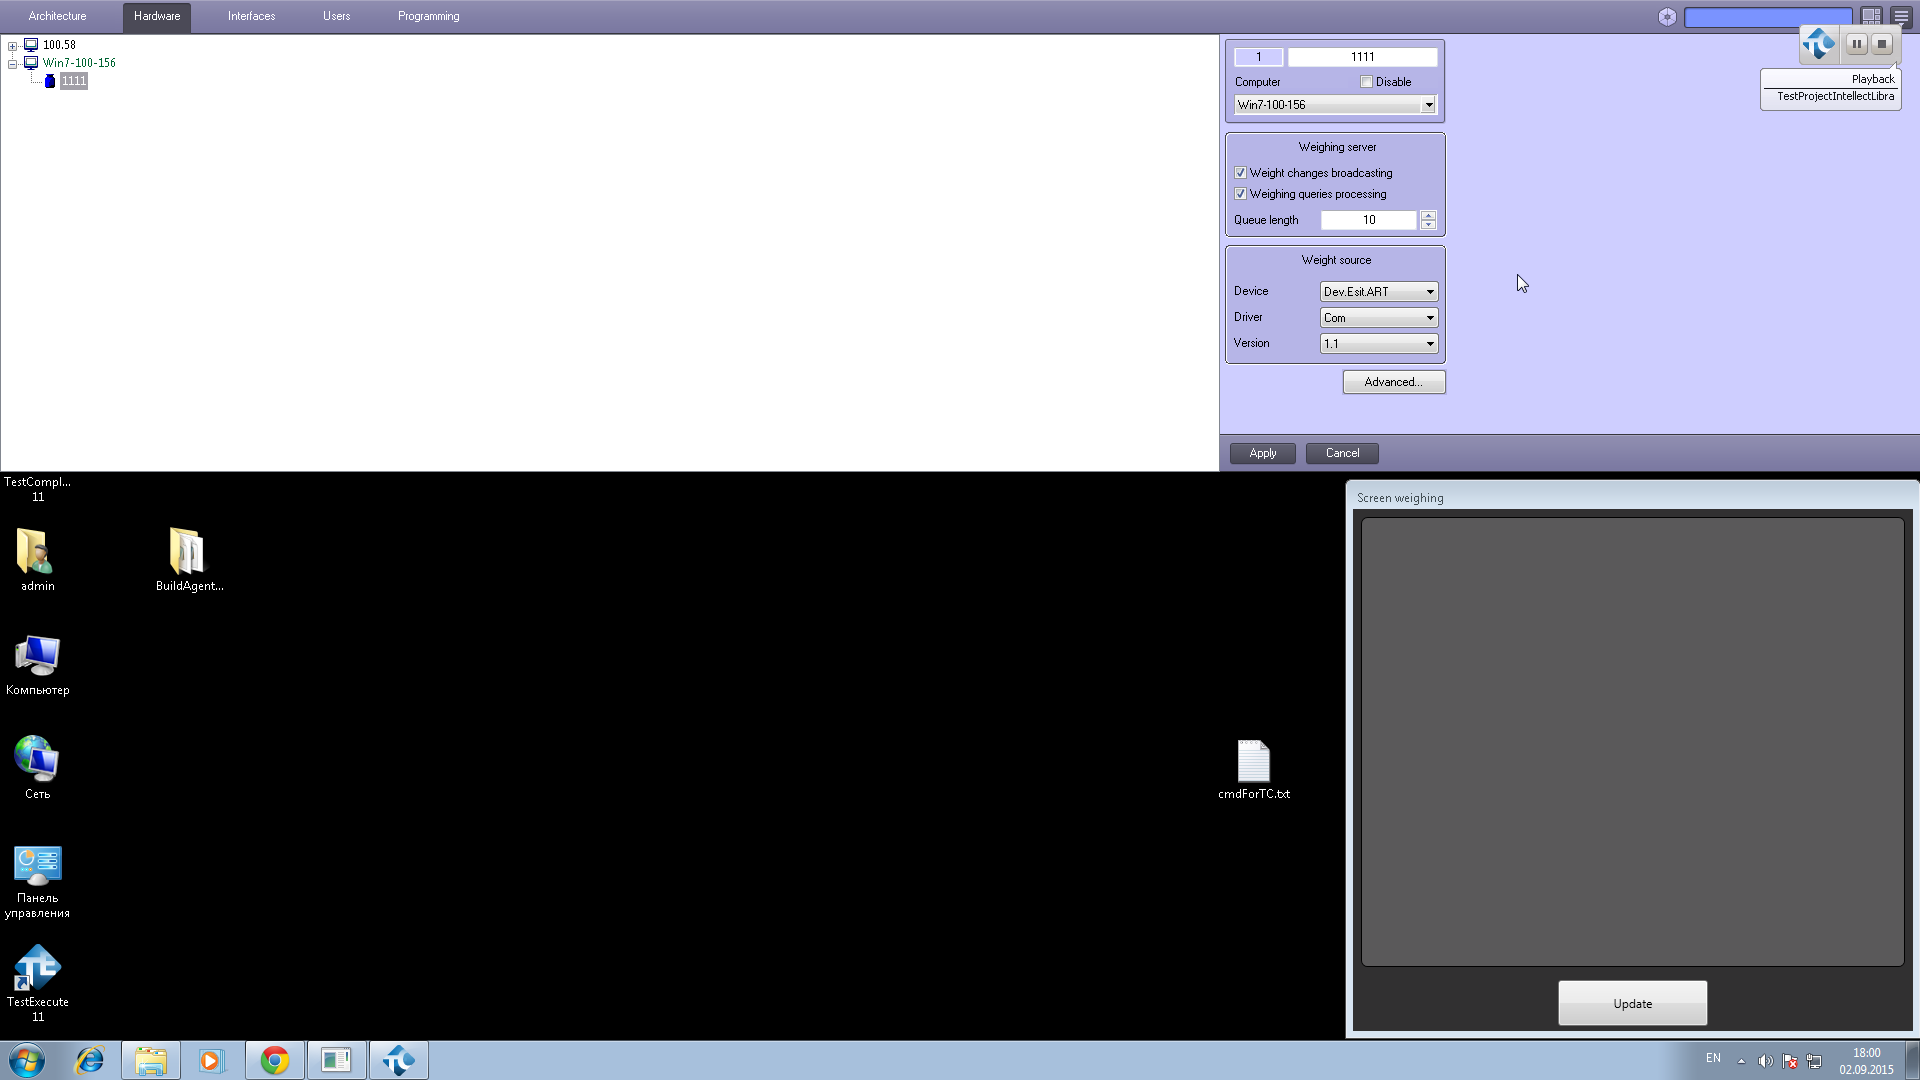 Architecture
Hardware
Interfaces
Users
Programming
100.58
Win7-100-156
1111
1
1111
Computer
Disable
Win7-100-156
Playback
TestProjectIntellectLibra
Weighing server
Weight changes broadcasting
Weighing queries processing
Queue length
10
Weight source
Device
Dev.Esit.ART
Driver
Com
Version
1.1
Advanced...
Apply
Cancel
TestCompl...
11
admin
BuildAgent...
Компьютер
Сеть
cmdForTC.txt
Панель
управления
TestExecute
11
Screen weighing
Update
EN
18:00
02.09.2015